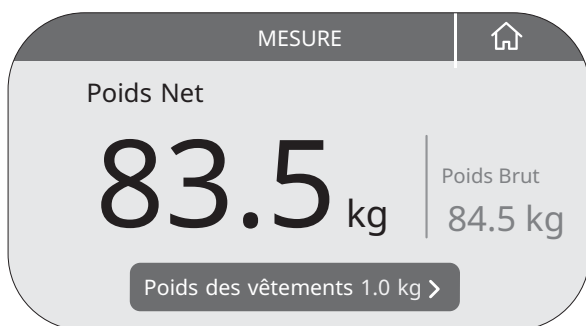 MESURE
Poids Net
83.5 kg
Poids Brut
84.5 kg
Poids des vêtements 1.0 kg